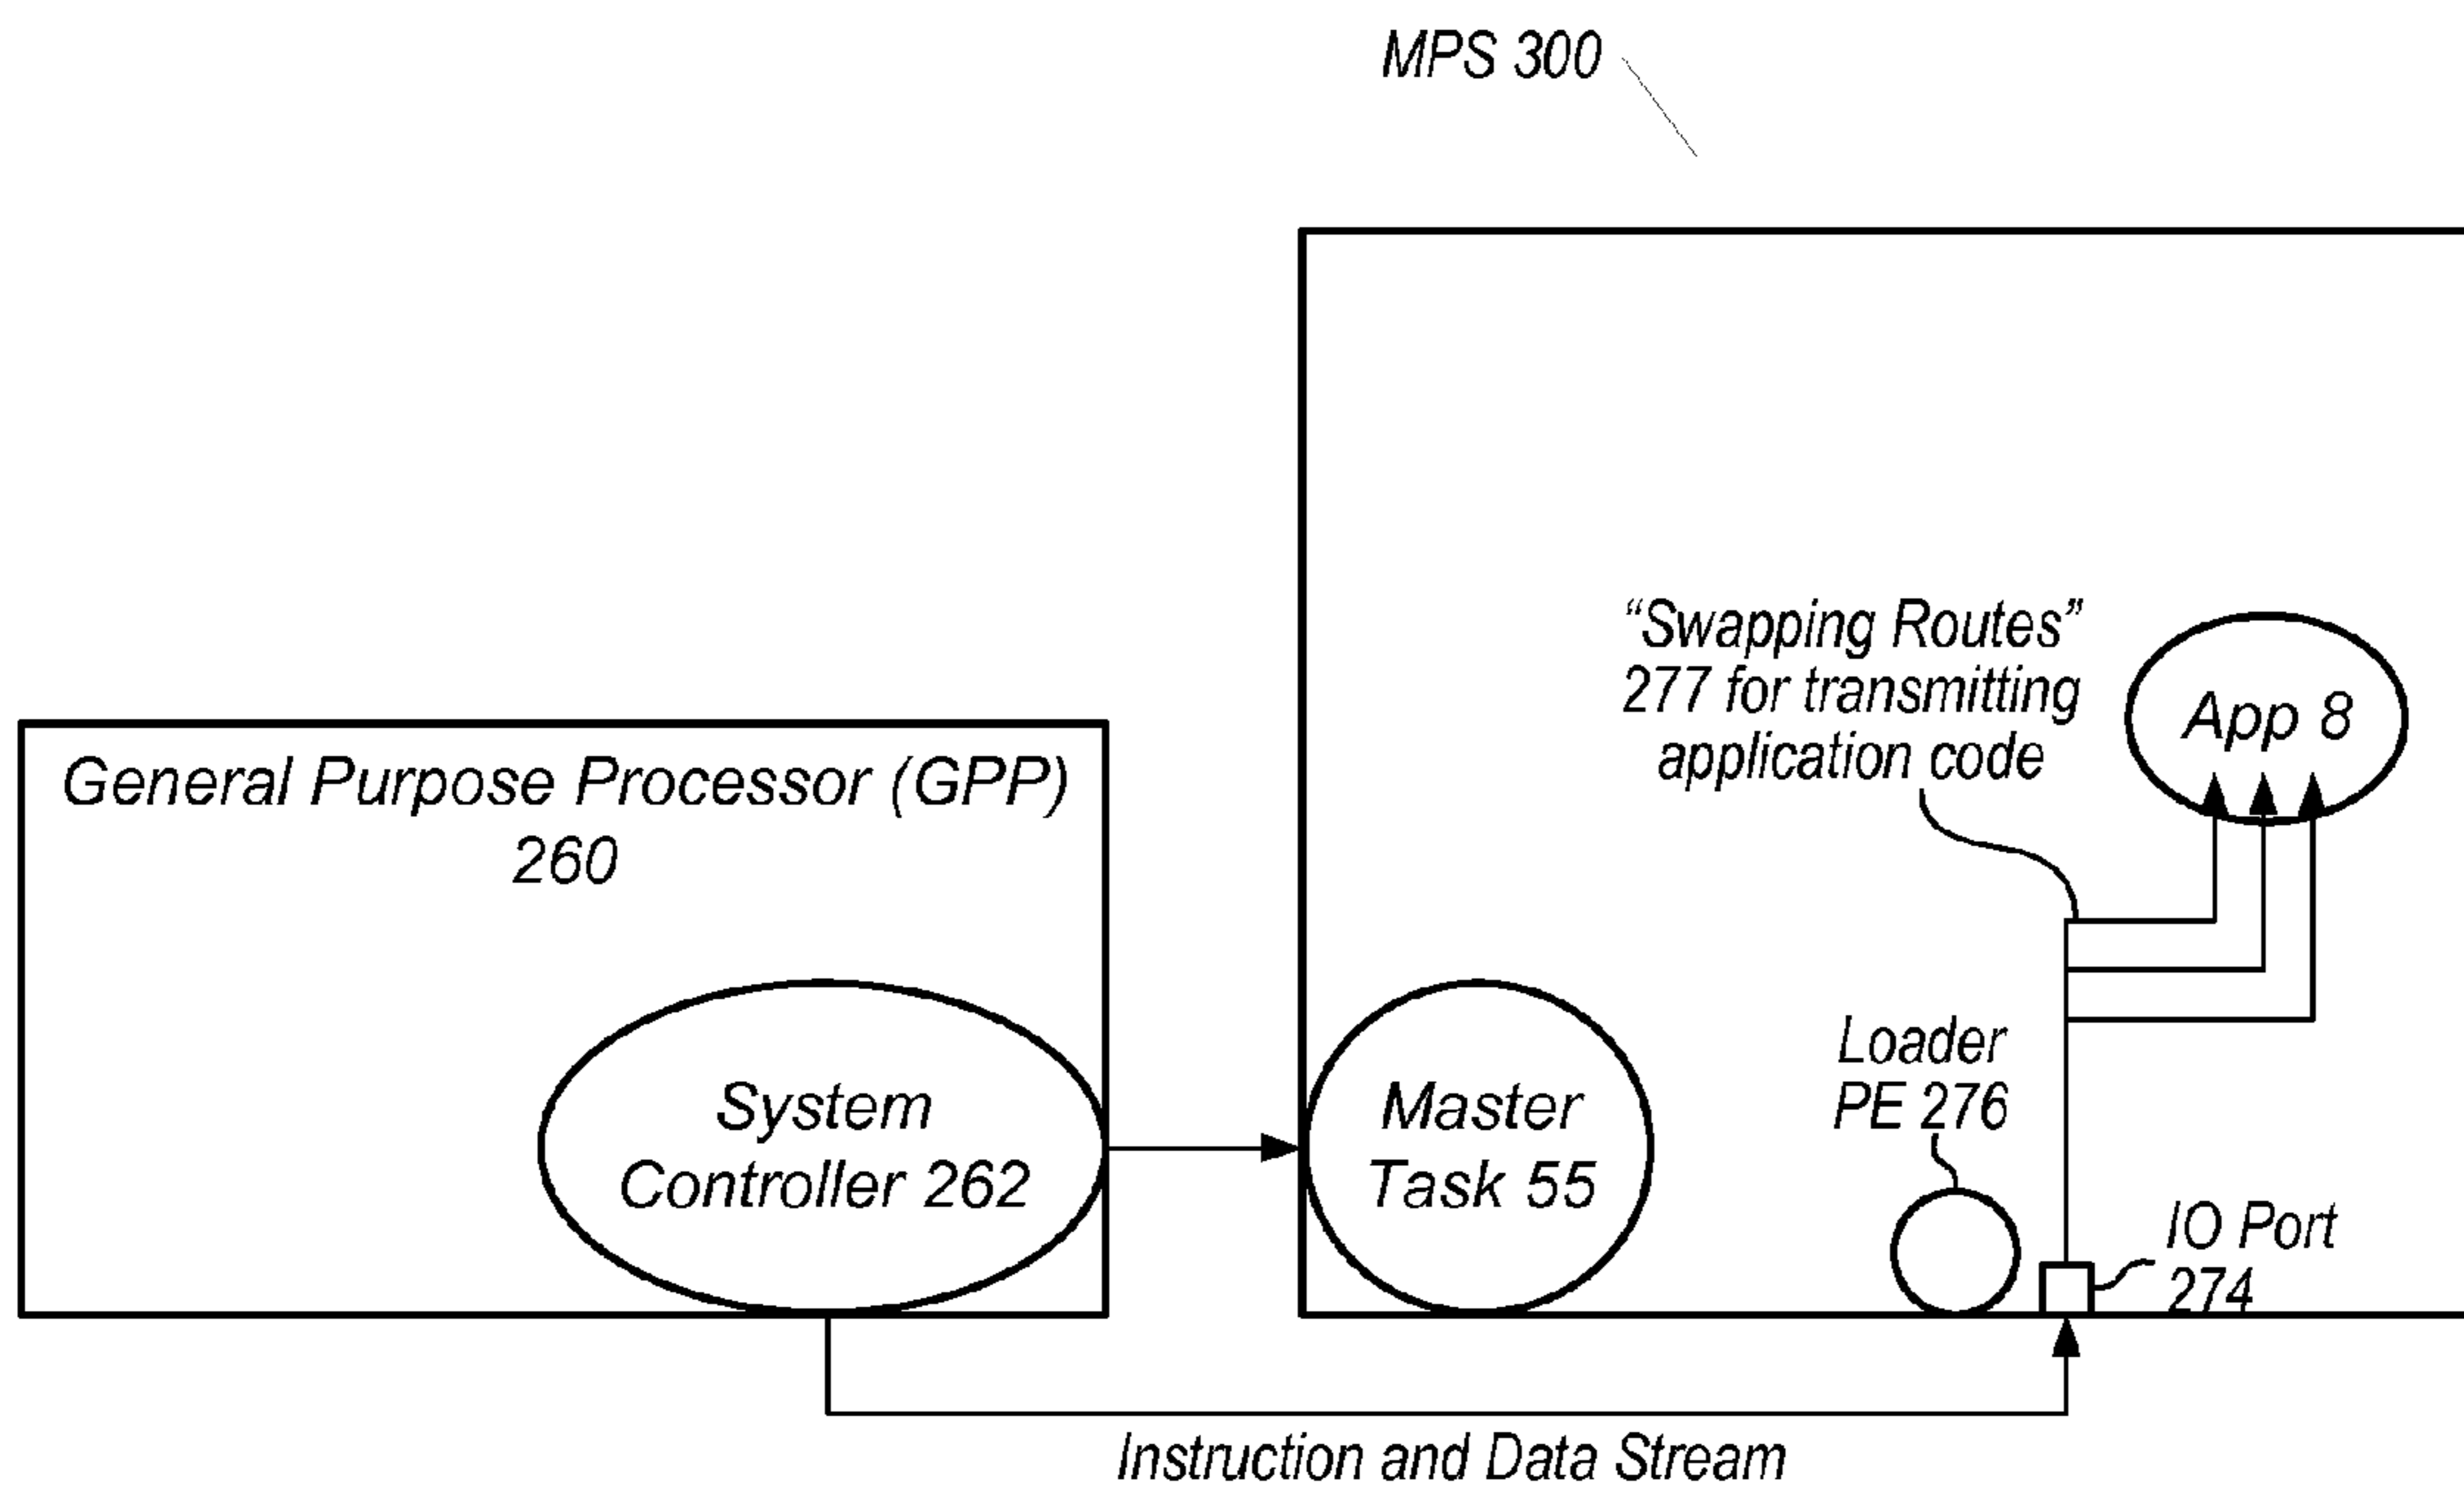 MPS 300
"Swapping Routes"
277 for transmitting
application code
App 8
General Purpose Processor (GPP)
260
System
Controller 262
Master
Task 55
Loader
PE 276
IO Port
274
Instruction and Data Stream